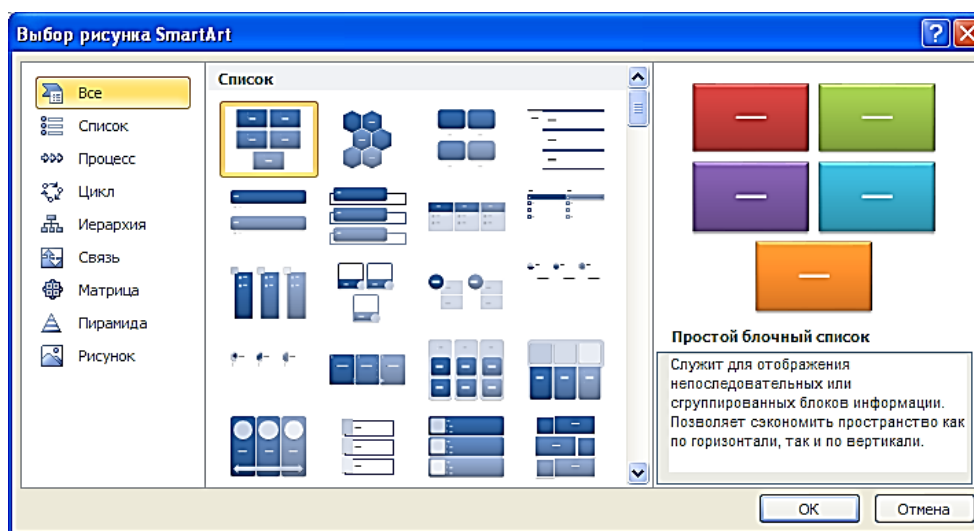 Выбор рисунка SmartArt
Все
Список
Процесс
Цикл
Иерархия
Связь
Матрица
Пирамида
Рисунок
Список
Простой блочный список
Служит для отображения
непоследовательных или
сгруппированных блоков информации.
Позволяет сэкономить пространство как
по горизонтали, так и по вертикали.
ОК
Отмена